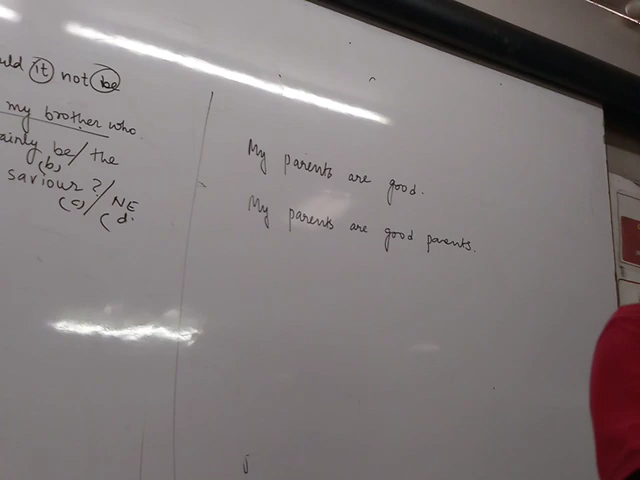 uld it not be
my brother who
ainly be/ the
(b)
saviour ?/ NE
(c) (d.
My parents are good.
My parents are good parents.